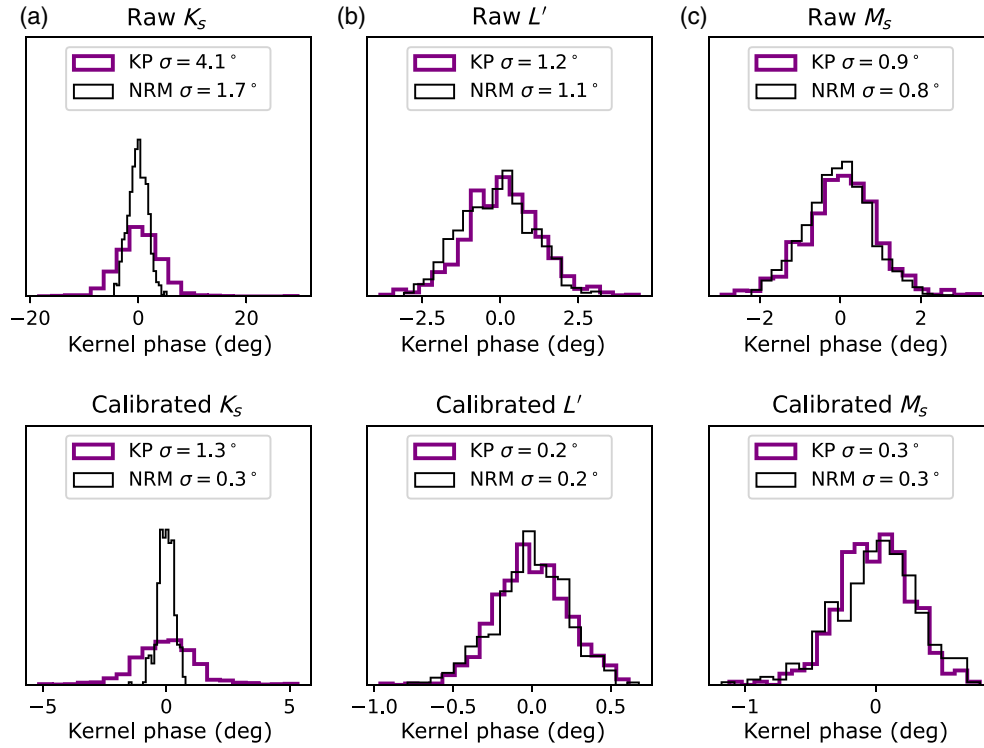 (a) Raw Kₛ
KP σ = 4.1°
NRM σ = 1.7°
−20 0 20
Kernel phase (deg)
(b) Raw L′
KP σ = 1.2°
NRM σ = 1.1°
−2.5 0.0 2.5
Kernel phase (deg)
(c) Raw Mₛ
KP σ = 0.9°
NRM σ = 0.8°
−2 0 2
Kernel phase (deg)
Calibrated Kₛ
KP σ = 1.3°
NRM σ = 0.3°
−5 0 5
Kernel phase (deg)
Calibrated L′
KP σ = 0.2°
NRM σ = 0.2°
−1.0 −0.5 0.0 0.5
Kernel phase (deg)
Calibrated Mₛ
KP σ = 0.3°
NRM σ = 0.3°
−1 0
Kernel phase (deg)